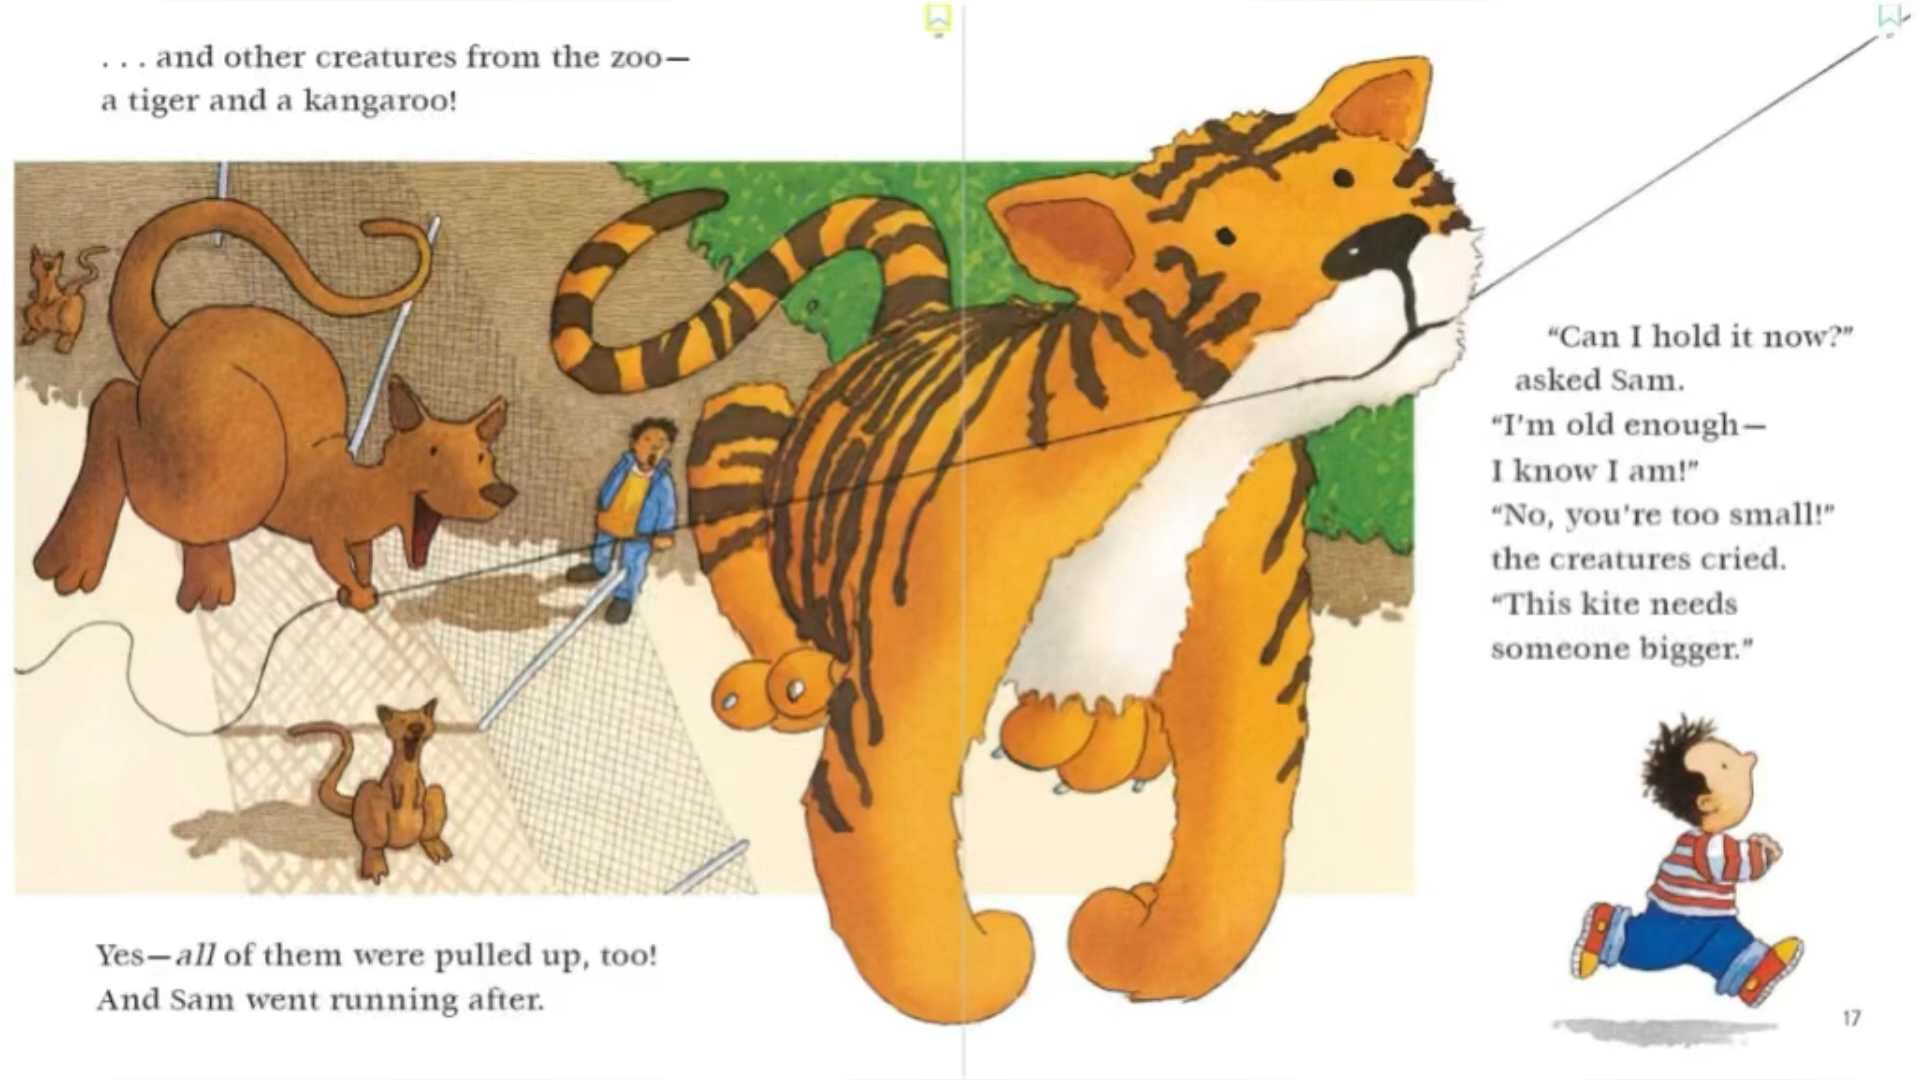 . . . and other creatures from the zoo—
a tiger and a kangaroo!
Yes—all of them were pulled up, too!
And Sam went running after.
“Can I hold it now?”
asked Sam.
“I'm old enough—
I know I am!”
“No, you're too small!”
the creatures cried.
“This kite needs
someone bigger.”
17